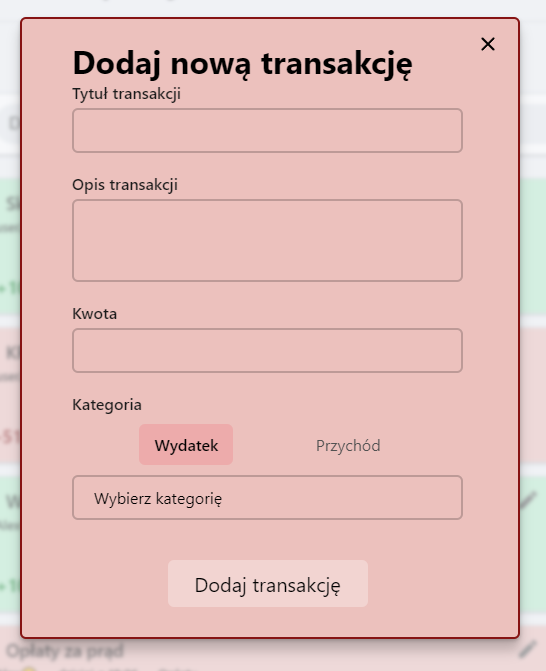 Dodaj nową transakcję
Tytuł transakcji
Opis transakcji
Kwota
Kategoria
Wydatek Przychód
Wybierz kategorię
Dodaj transakcję
Opłaty za prąd